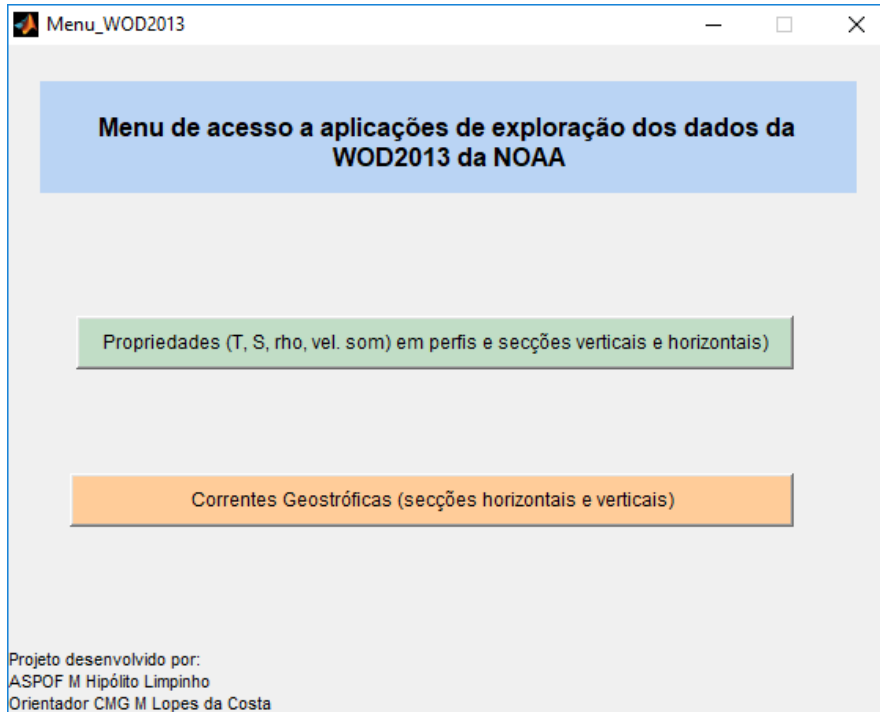 Menu_WOD2013
Menu de acesso a aplicações de exploração dos dados da
WOD2013 da NOAA
Propriedades (T, S, rho, vel. som) em perfis e secções verticais e horizontais)
Correntes Geostróficas (secções horizontais e verticais)
Projeto desenvolvido por:
ASPOF M Hipólito Limpinho
Orientador CMG M Lopes da Costa